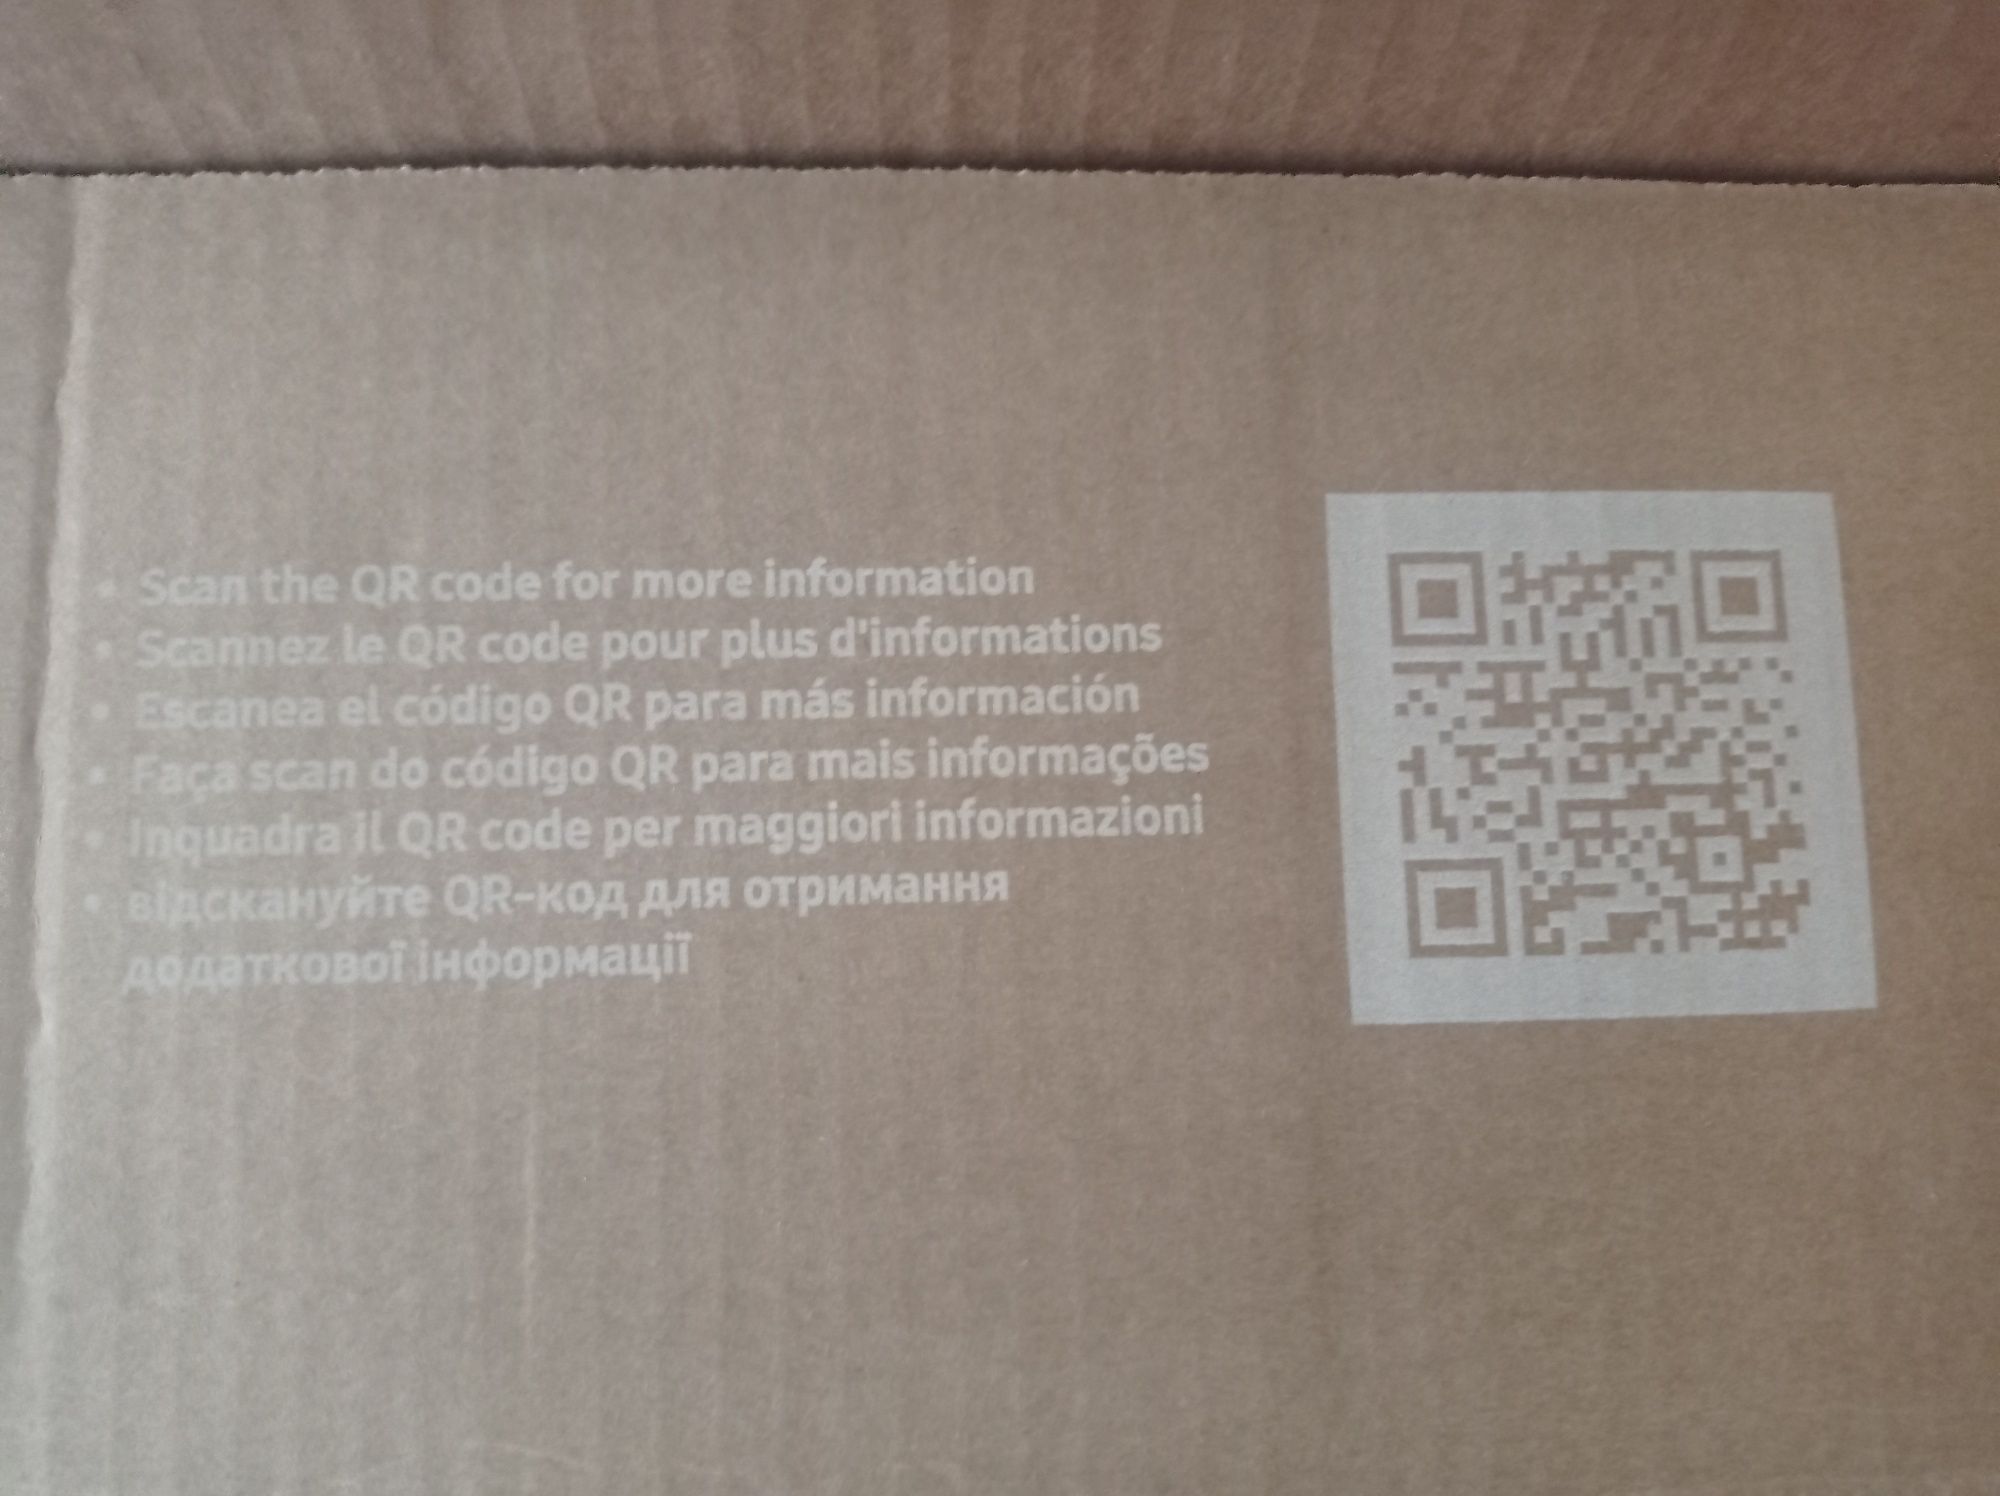 • Scan the QR code for more information
• Scannez le QR code pour plus d'informations
• Escanea el código QR para más información
• Faça scan do código QR para mais informações
• Inquadra il QR code per maggiori informazioni
• відскануйте QR-код для отримання
додаткової інформації